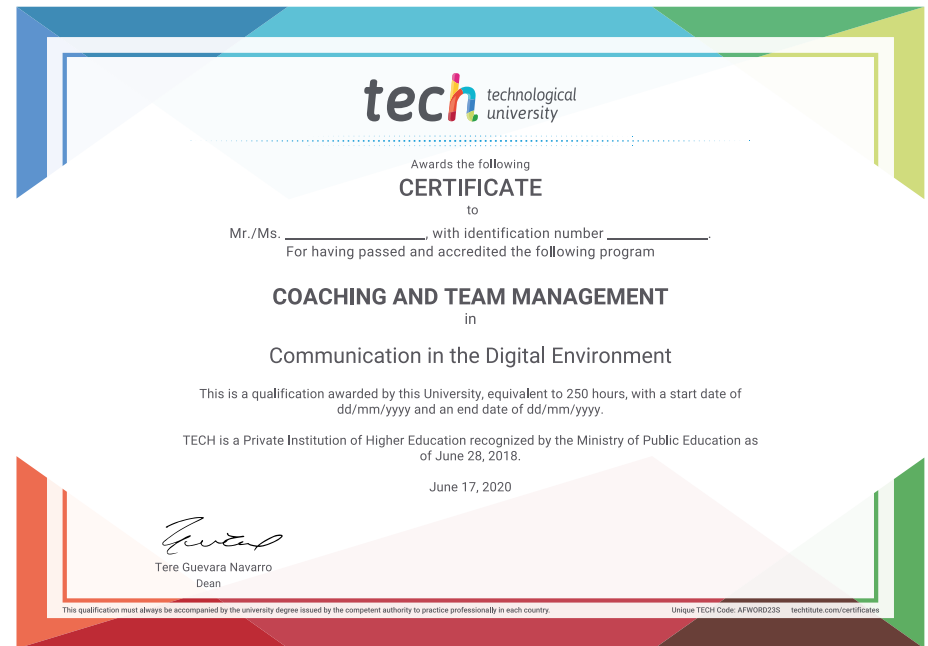 tech technological
university
Awards the following
CERTIFICATE
to
Mr./Ms. ____________________, with identification number ______________.
For having passed and accredited the following program
COACHING AND TEAM MANAGEMENT
in
Communication in the Digital Environment
This is a qualification awarded by this University, equivalent to 250 hours, with a start date of
dd/mm/yyyy and an end date of dd/mm/yyyy.
TECH is a Private Institution of Higher Education recognized by the Ministry of Public Education as
of June 28, 2018.
June 17, 2020
Tere Guevara Navarro
Dean
This qualification must always be accompanied by the university degree issued by the competent authority to practice professionally in each country.
Unique TECH Code: AFWORD23S techtitute.com/certificates